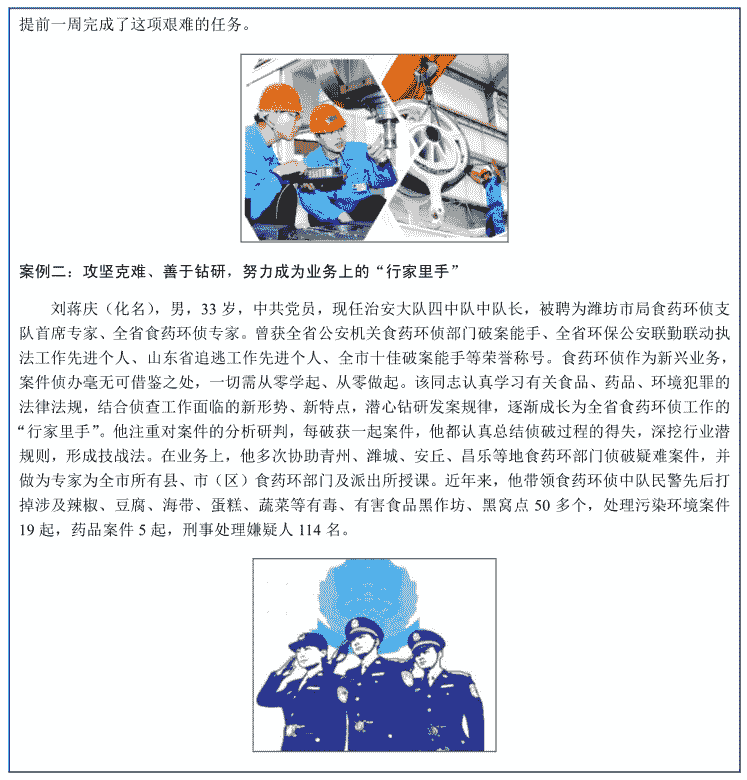 提前一周完成了这项艰难的任务。
案例二：攻坚克难、善于钻研，努力成为业务上的“行家里手”
刘蒋庆（化名），男，33 岁，中共党员，现任治安大队四中队中队长，被聘为潍坊市局食药环侦支
队首席专家、全省食药环侦专家。曾获全省公安机关食药环侦部门破案能手、全省环保公安联勤联动执
法工作先进个人、山东省追逃工作先进个人、全市十佳破案能手等荣誉称号。食药环侦作为新兴业务，
案件侦办毫无可借鉴之处，一切需从零学起、从零做起。该同志认真学习有关食品、药品、环境犯罪的
法律法规，结合侦查工作面临的新形势、新特点，潜心钻研发案规律，逐渐成长为全省食药环侦工作的
“行家里手”。他注重对案件的分析研判，每破获一起案件，他都认真总结侦破过程的得失，深挖行业潜
规则，形成技战法。在业务上，他多次协助青州、潍城、安丘、昌乐等地食药环部门侦破疑难案件，并
做为专家为全市所有县、市（区）食药环部门及派出所授课。近年来，他带领食药环侦中队民警先后打
掉涉及辣椒、豆腐、海带、蛋糕、蔬菜等有毒、有害食品黑作坊、黑窝点 50 多个，处理污染环境案件
19 起，药品案件 5 起，刑事处理嫌疑人 114 名。